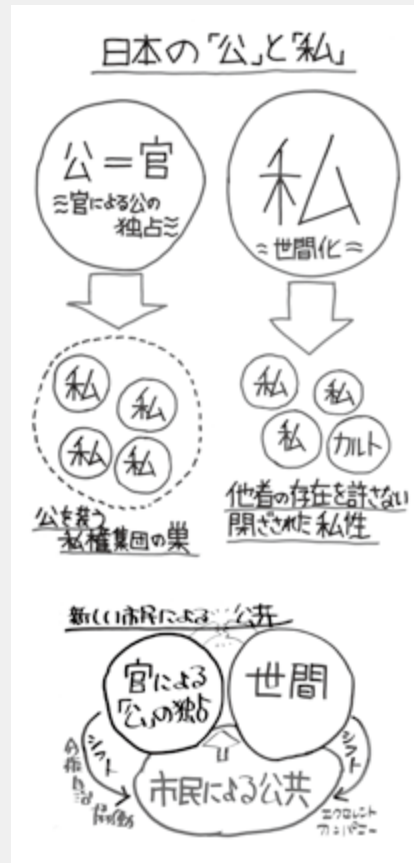 日本の「公」と「私」
公=官
≈官による公の
独占≈
私
=世間化=
私
私
私
私
私
私
私
カルト
公を装う
私権集団の巣
他者の存在を許さない
閉ざされた私性
新しい市民による 公共
官による
「公」の独占
世間
シフト
シフト
市民による公共
エクセレント
カンパニー